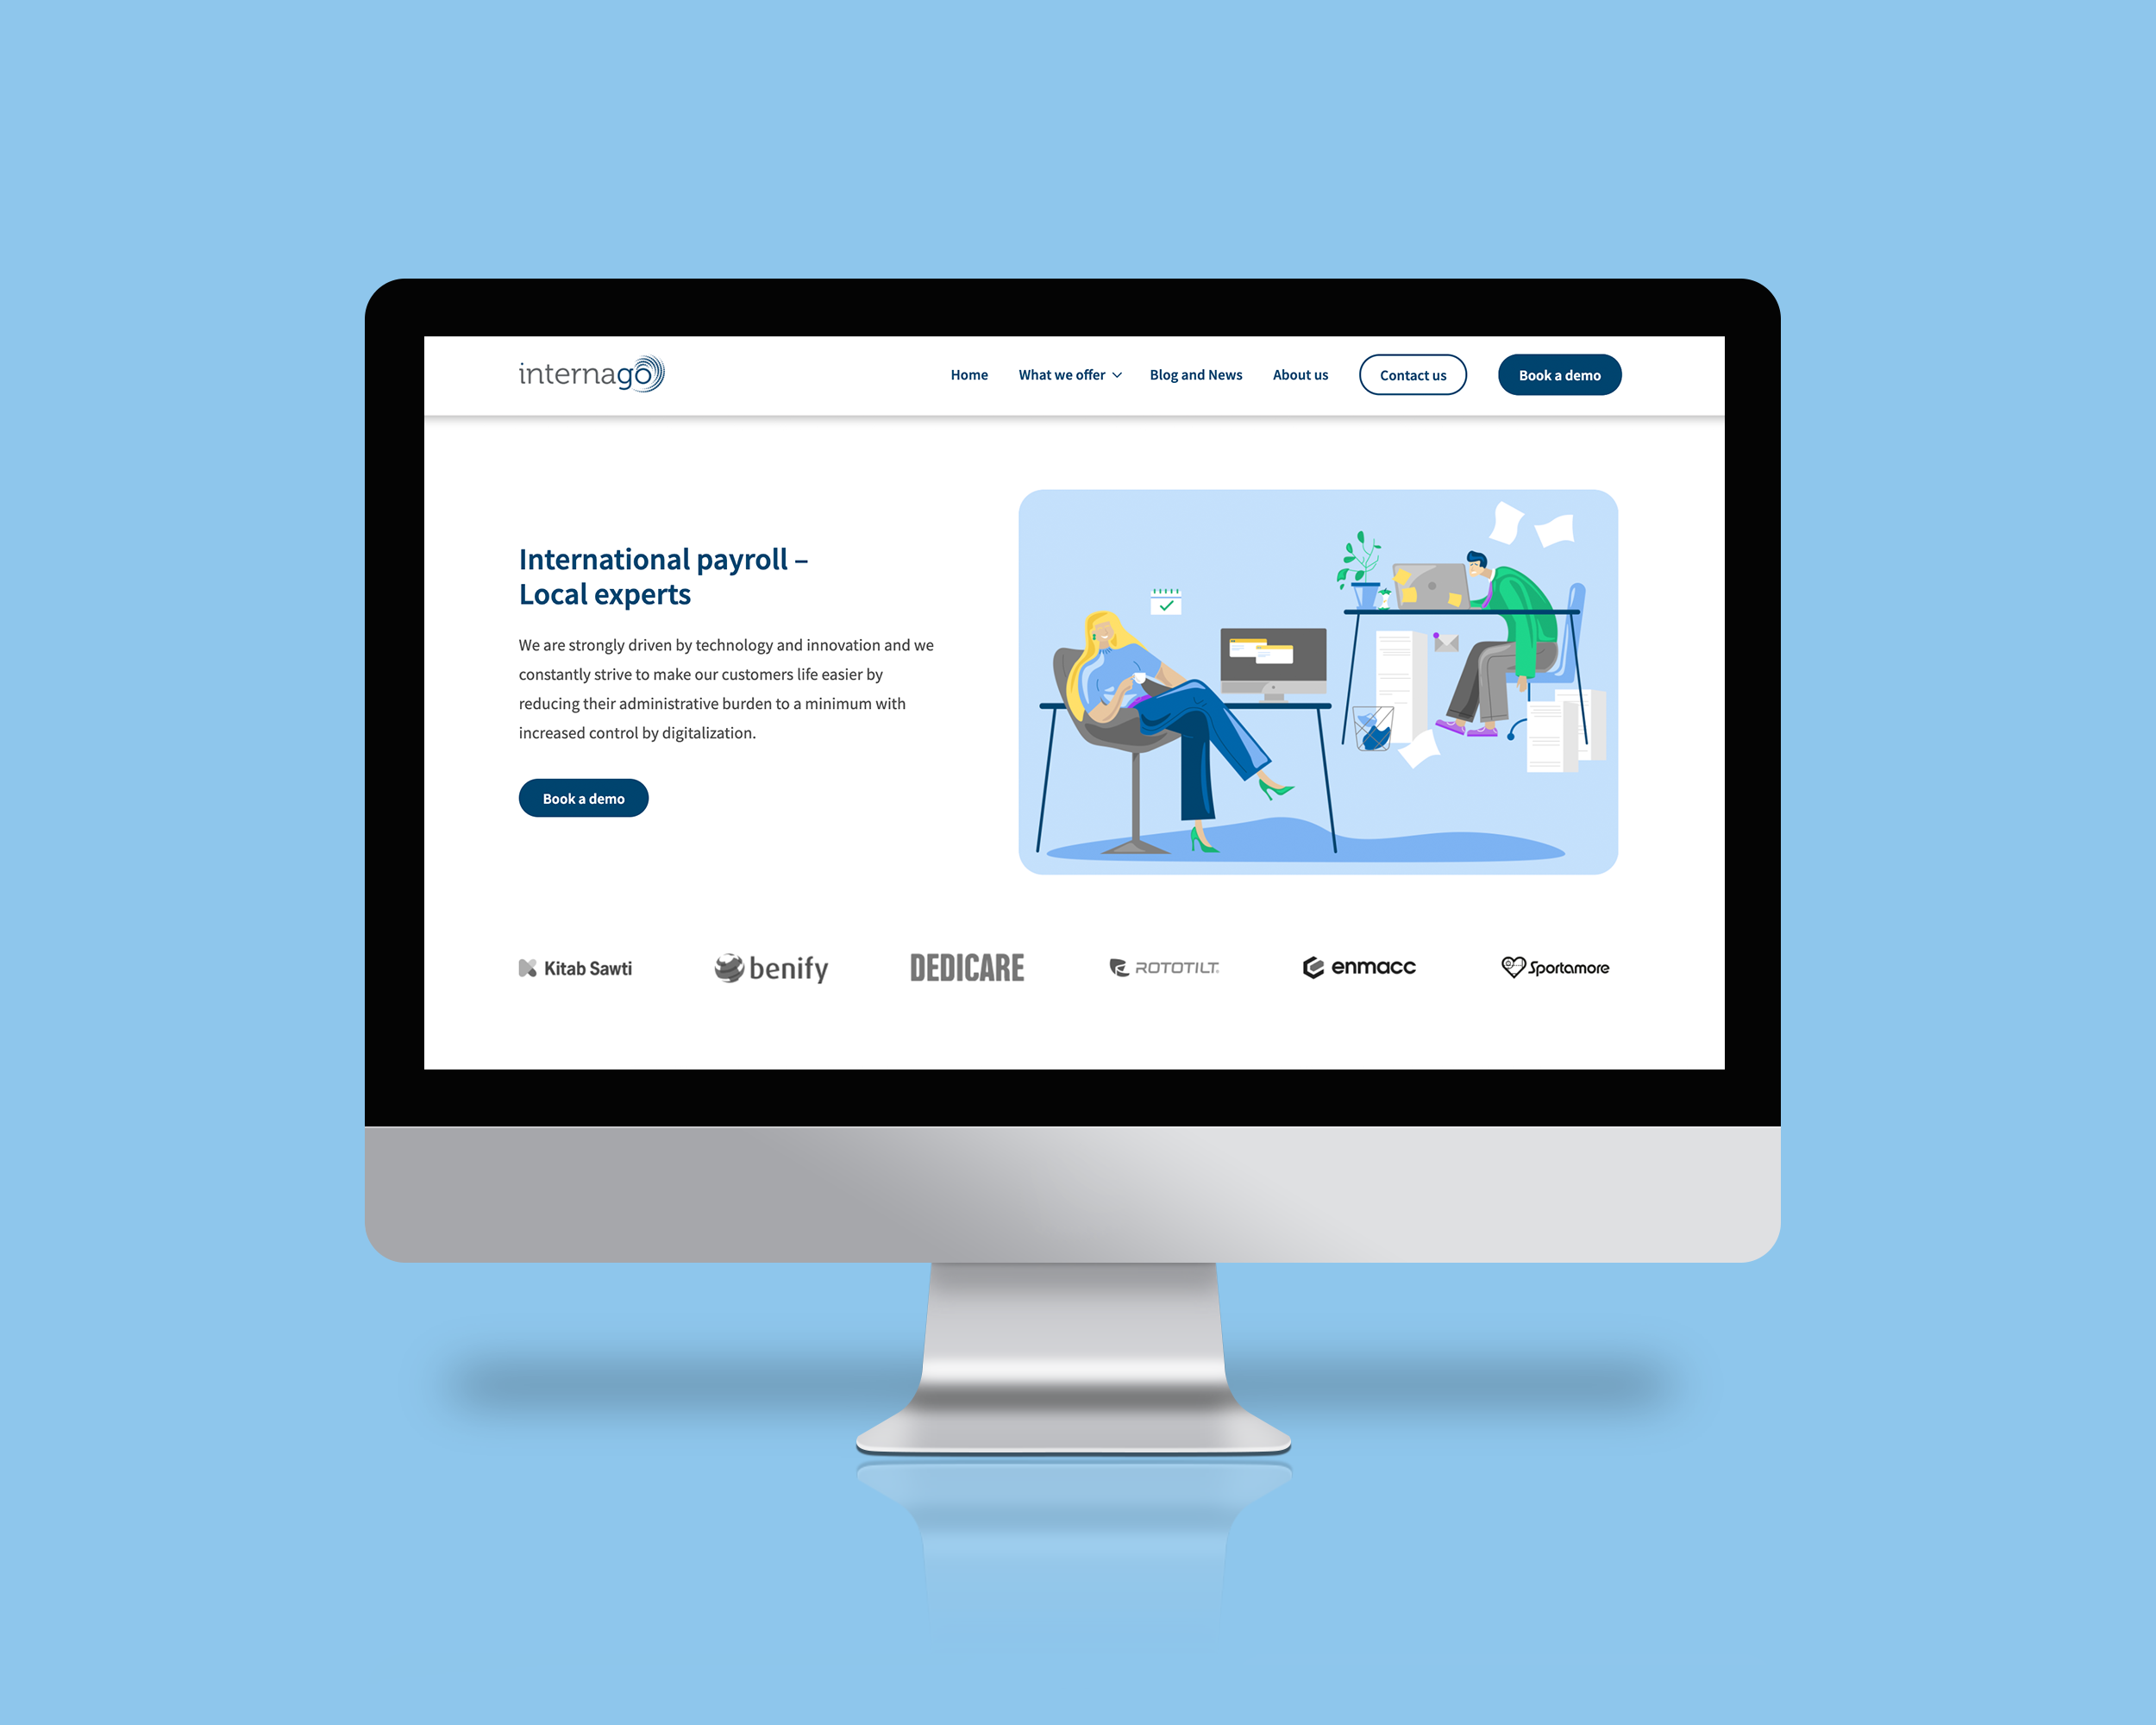 internago
Home
What we offer
Blog and News
About us
Contact us
Book a demo
International payroll –
Local experts
We are strongly driven by technology and innovation and we
constantly strive to make our customers life easier by
reducing their administrative burden to a minimum with
increased control by digitalization.
Book a demo
Kitab Sawti
benify
DEDICARE
ROTOTILT
enmacc
Sportamore